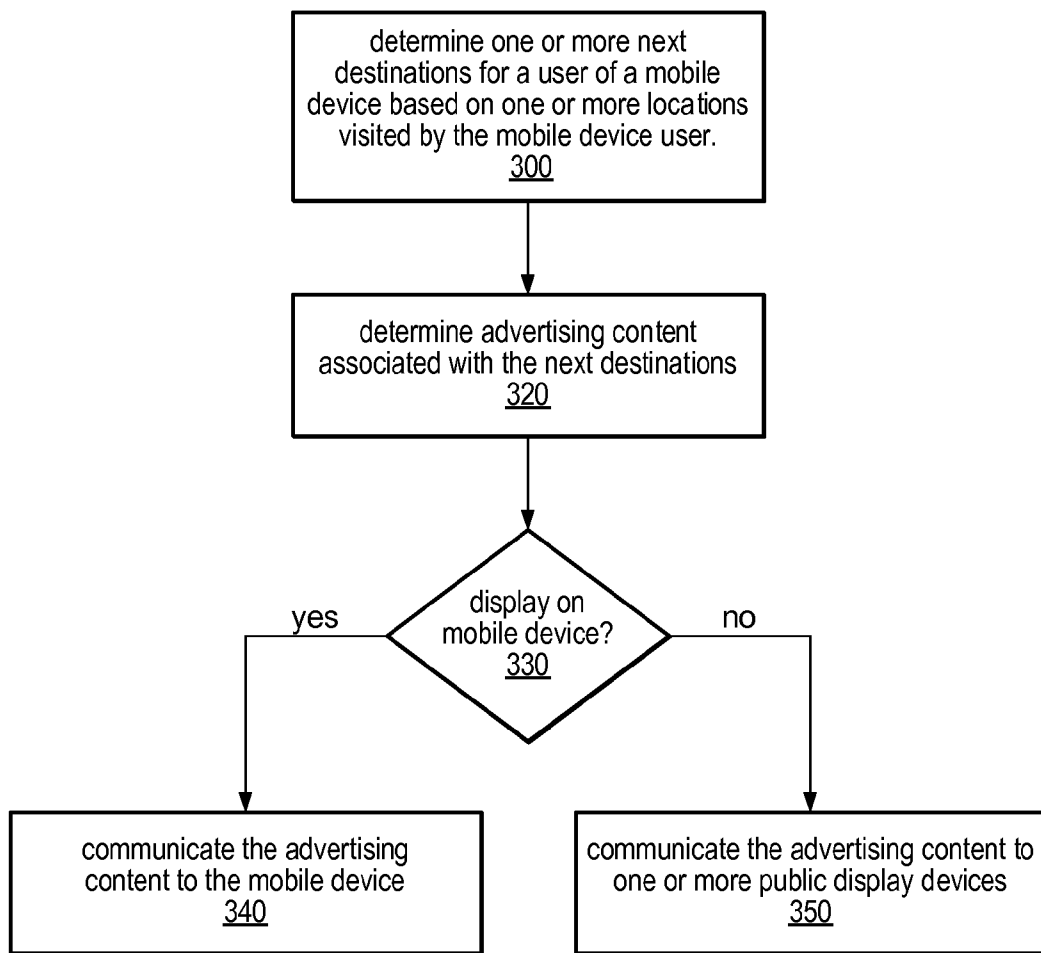 determine one or more next
destinations for a user of a mobile
device based on one or more locations
visited by the mobile device user.
300
determine advertising content
associated with the next destinations
320
display on
mobile device?
330
yes
no
communicate the advertising
content to the mobile device
340
communicate the advertising content to
one or more public display devices
350